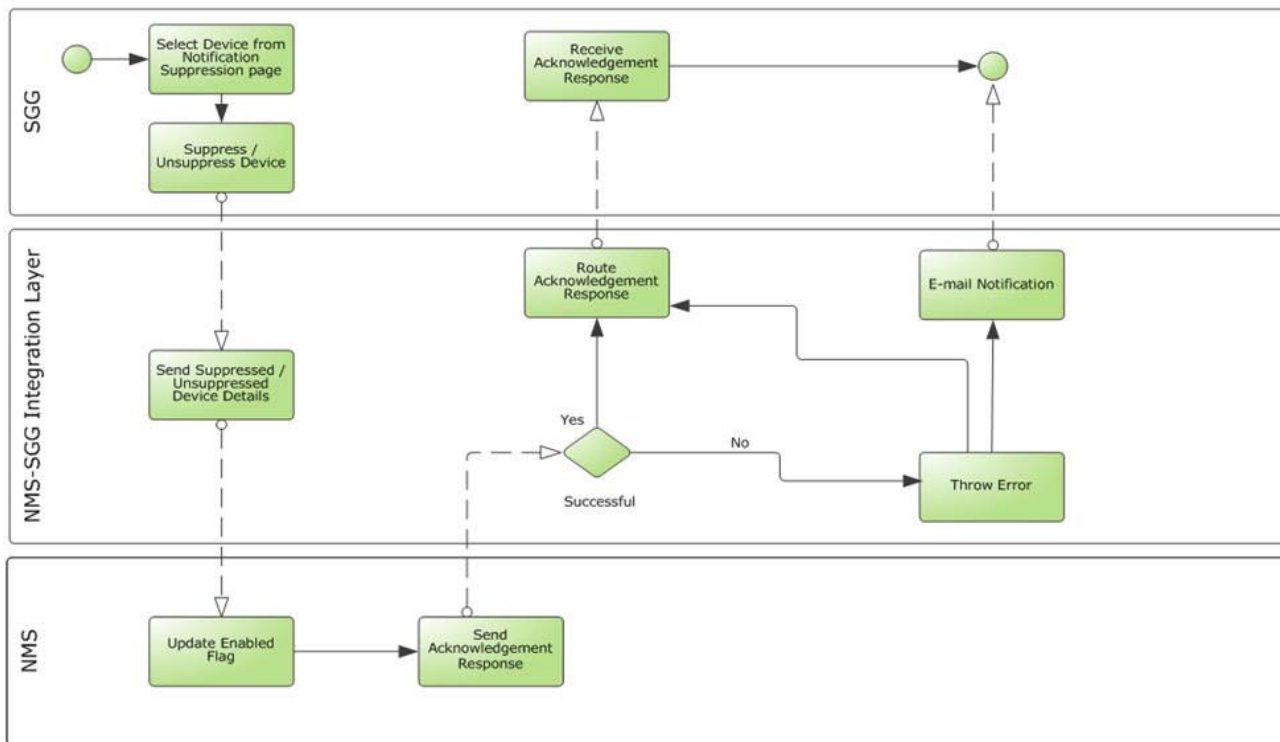 SGG
Select Device from
Notification
Suppression page
Suppress /
Unsuppress Device
Receive
Acknowledgement
Response
NMS-SGG Integration Layer
Send Suppressed /
Unsuppressed
Device Details
Route
Acknowledgement
Response
E-mail Notification
Yes
No
Successful
Throw Error
NMS
Update Enabled
Flag
Send
Acknowledgement
Response